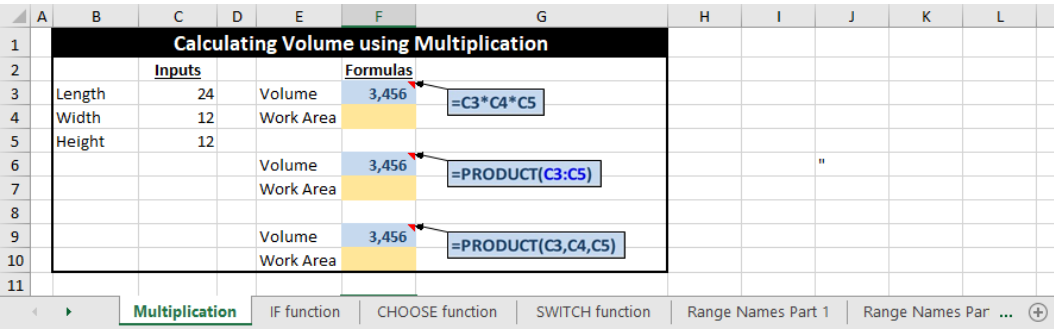 A B C D E F G H I J K L
1 Calculating Volume using Multiplication
2 Inputs Formulas
3 Length 24 Volume 3,456 =C3*C4*C5
4 Width 12 Work Area
5 Height 12
6 Volume 3,456 =PRODUCT(C3:C5) "
7 Work Area
8
9 Volume 3,456 =PRODUCT(C3,C4,C5)
10 Work Area
11
Multiplication IF function CHOOSE function SWITCH function Range Names Part 1 Range Names Par ...